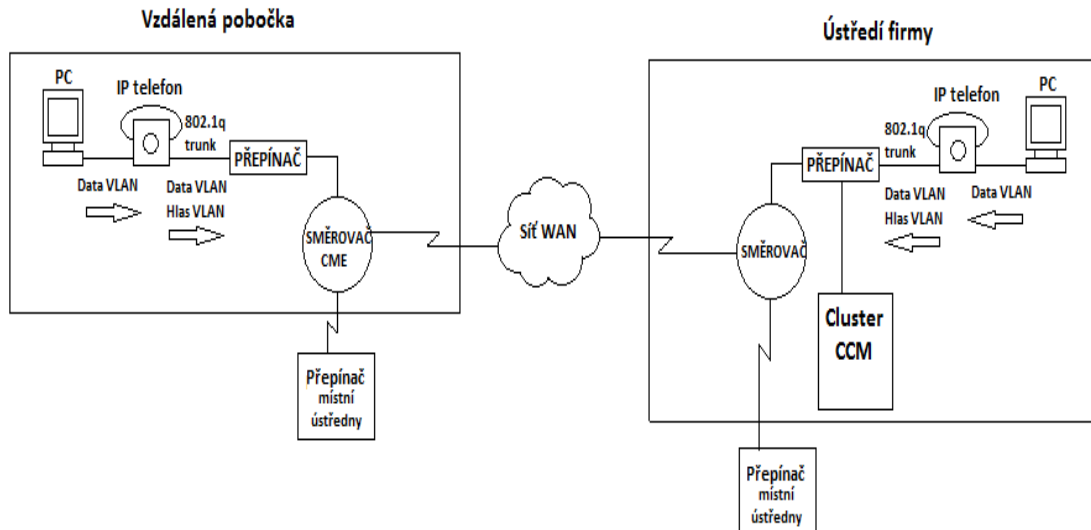 Vzdálená pobočka
PC
IP telefon
802.1q
trunk
PŘEPÍNAČ
Data VLAN
Data VLAN
Hlas VLAN
SMĚROVAČ
CME
Přepínač
místní
ústředny
Síť WAN
Ústředí firmy
PC
IP telefon
802.1q
trunk
PŘEPÍNAČ
Data VLAN
Hlas VLAN
Data VLAN
SMĚROVAČ
Cluster
CCM
Přepínač
místní
ústředny